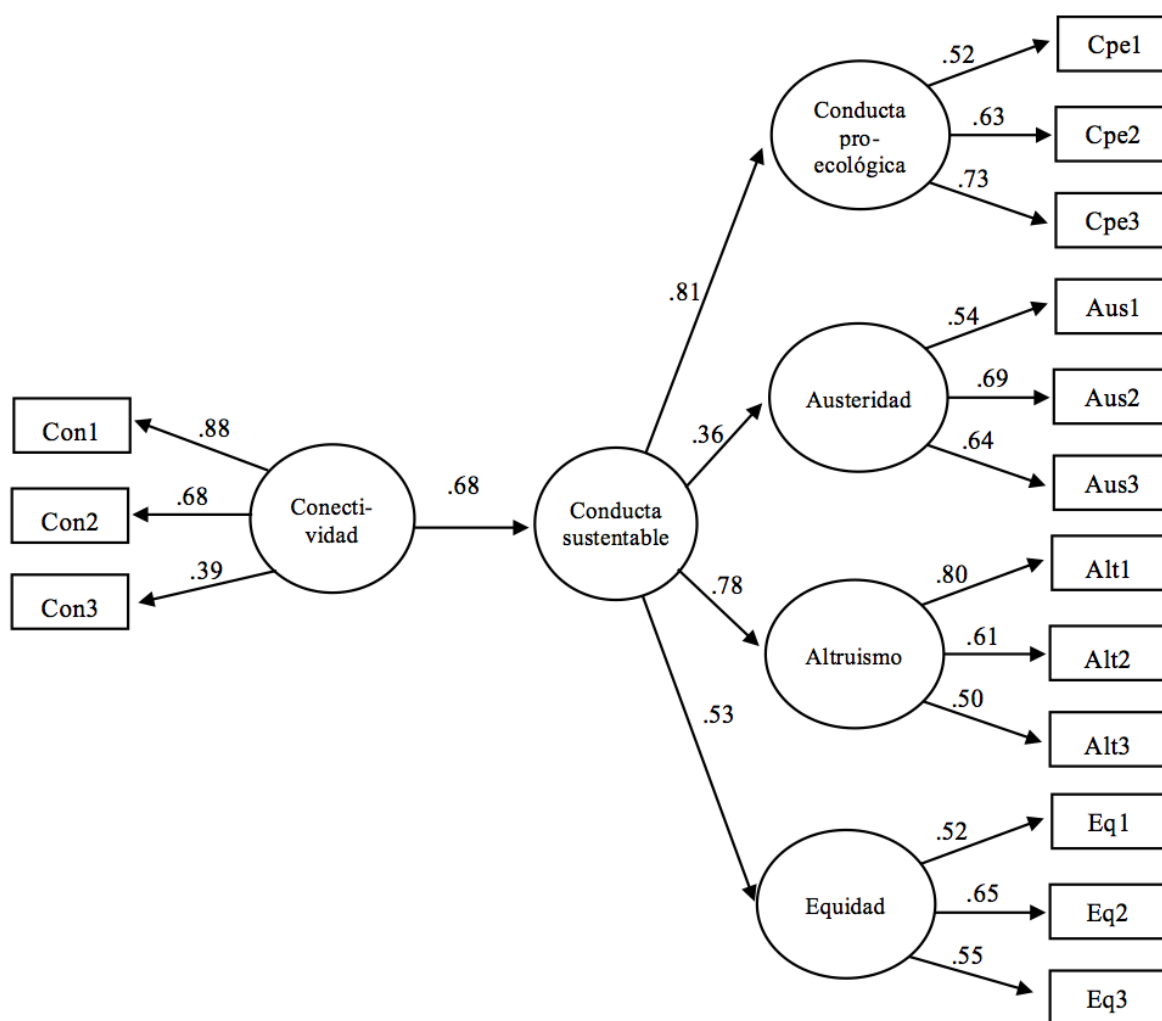 .52
Cpe1
Conducta
pro-
ecológica
.63
Cpe2
.73
Cpe3
.81
.54
Aus1
Austeridad
.69
Aus2
.36
.64
Aus3
Con1
.88
.68
Con2
Conecti-
vidad
.68
Conducta
sustentable
.39
Con3
.78
.80
Alt1
Altruismo
.61
Alt2
.50
Alt3
.53
.52
Eq1
Equidad
.65
Eq2
.55
Eq3